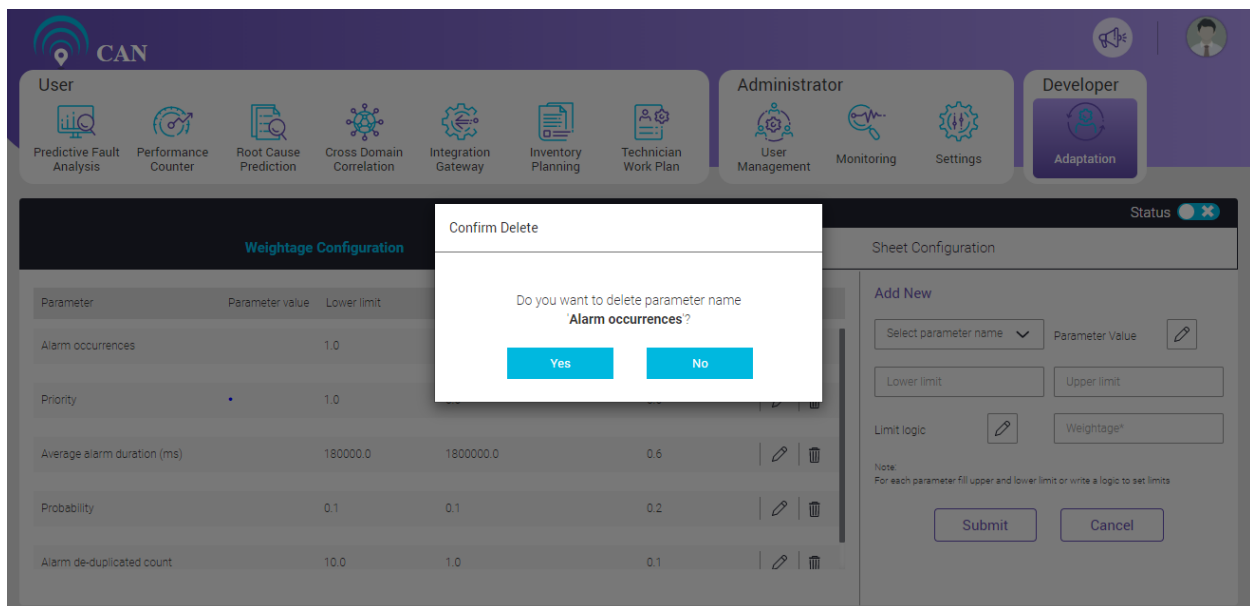 CAN
User
Administrator
Developer
Predictive Fault Analysis
Performance Counter
Root Cause Prediction
Cross Domain Correlation
Integration Gateway
Inventory Planning
Technician Work Plan
User Management
Monitoring
Settings
Adaptation
Status
Weightage Configuration
Sheet Configuration
Confirm Delete
Do you want to delete parameter name
'Alarm occurrences'?
Yes No
Parameter Parameter value Lower limit
Alarm occurrences 1.0
Priority 1.0
Average alarm duration (ms) 180000.0 1800000.0 0.6
Probability 0.1 0.1 0.2
Alarm de-duplicated count 10.0 1.0 0.1
Add New
Select parameter name Parameter Value
Lower limit Upper limit
Limit logic Weightage*
Note:
For each parameter fill upper and lower limit or write a logic to set limits
Submit Cancel